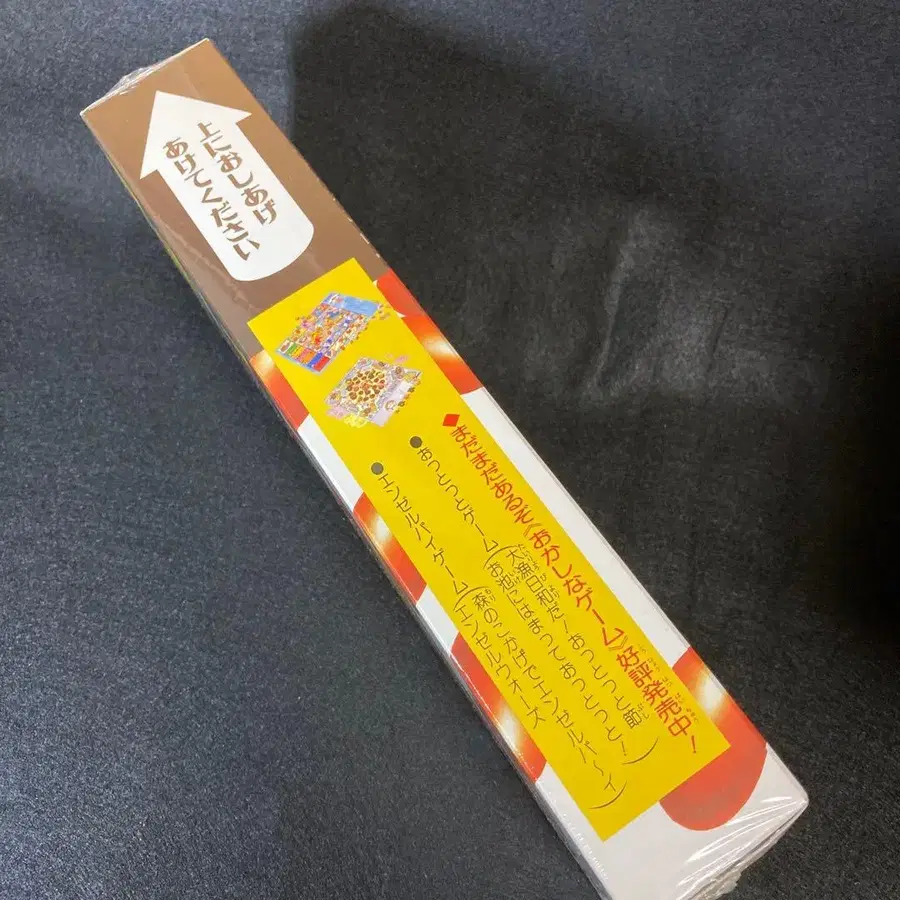 上におしあげ
あけてください
◆まだまだあるぞ《おかしなゲーム》好評発売中!
●おっとっとゲーム(大漁日和だ!おっとっと節
お池にはまっておっとっと!)
●エンゼルパイゲーム(森のこかげでエンゼルパ〜イ
エンゼルウォーズ)